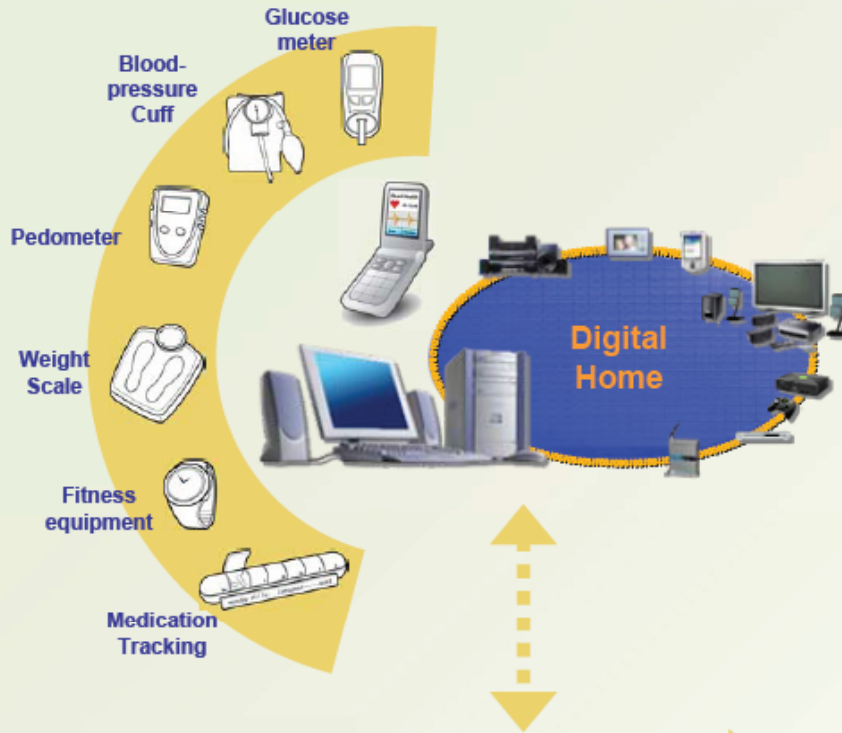 Glucose
meter
Blood-
pressure
Cuff
Pedometer
Weight
Scale
Fitness
equipment
Medication
Tracking
Digital
Home